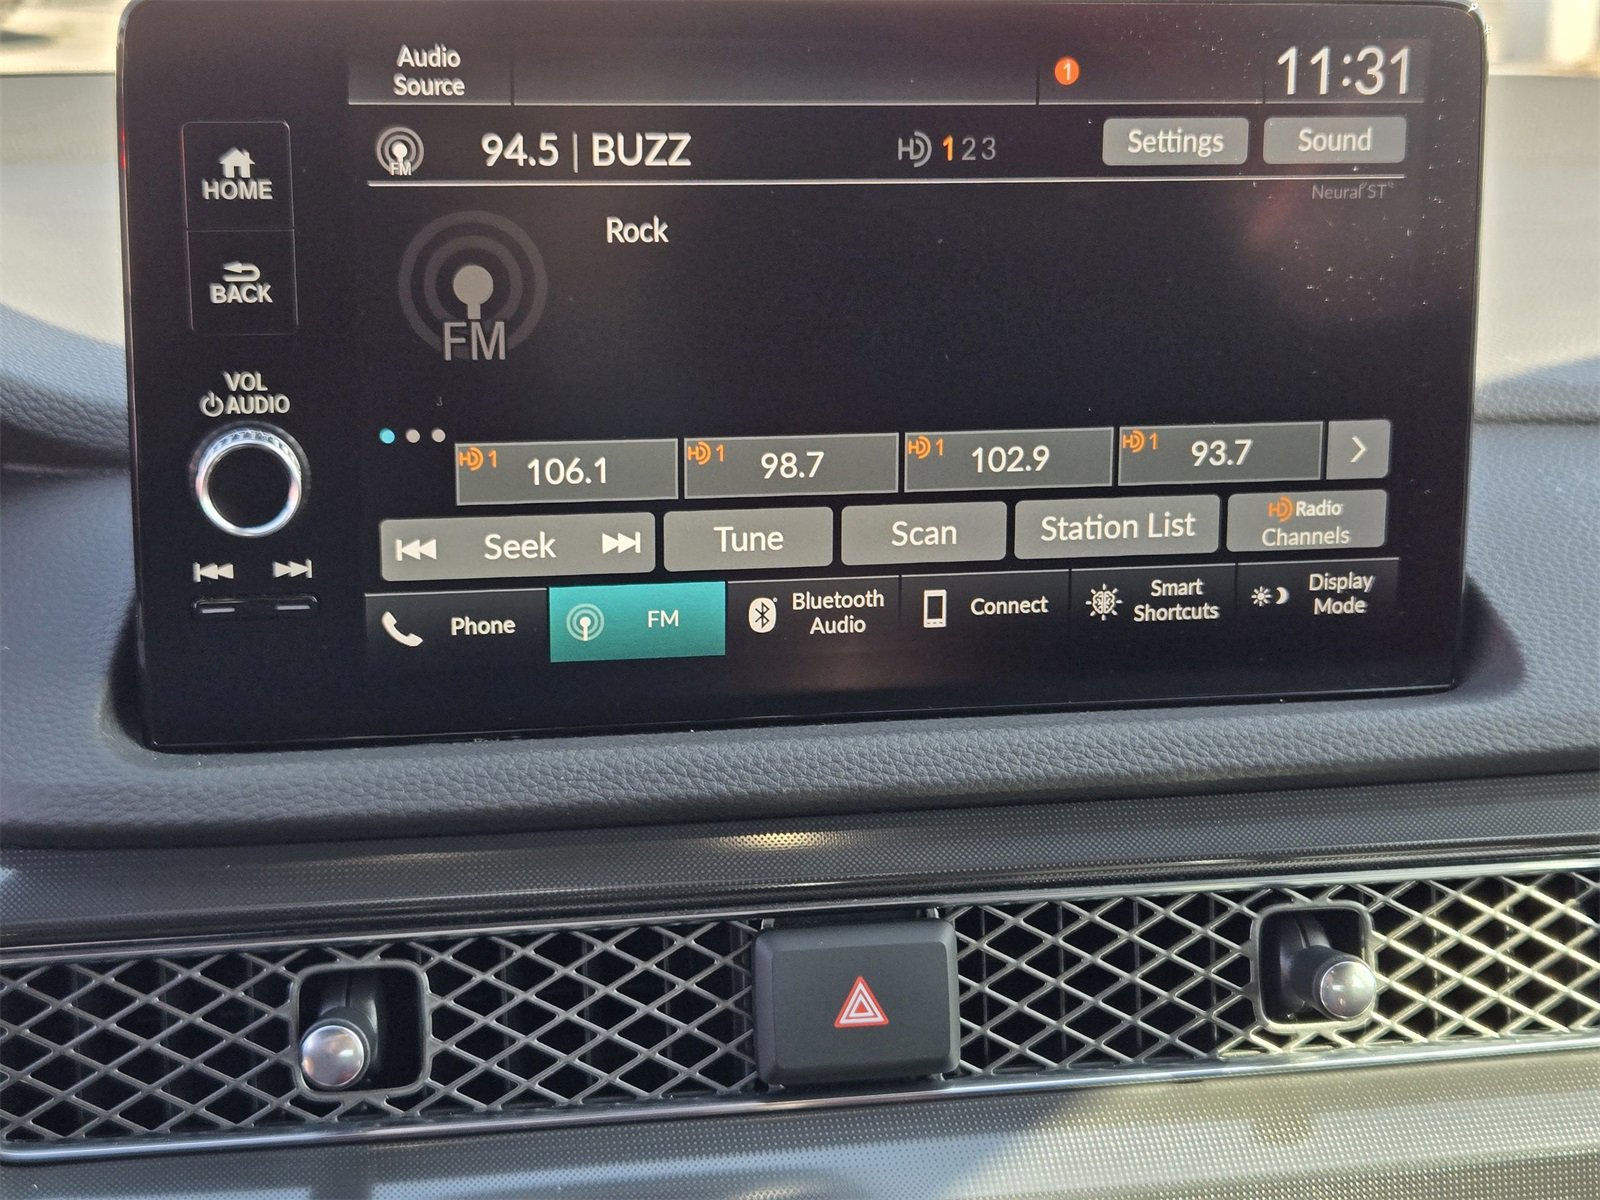 Audio
Source
1
11:31
FM
94.5 | BUZZ
HD 1 2 3
Settings
Sound
Neural ST
HOME
Rock
BACK
FM
VOL
AUDIO
HD 1 106.1
HD 1 98.7
HD 1 102.9
HD 1 93.7
Seek
Tune
Scan
Station List
HD Radio
Channels
Phone
FM
Bluetooth
Audio
Connect
Smart
Shortcuts
Display
Mode